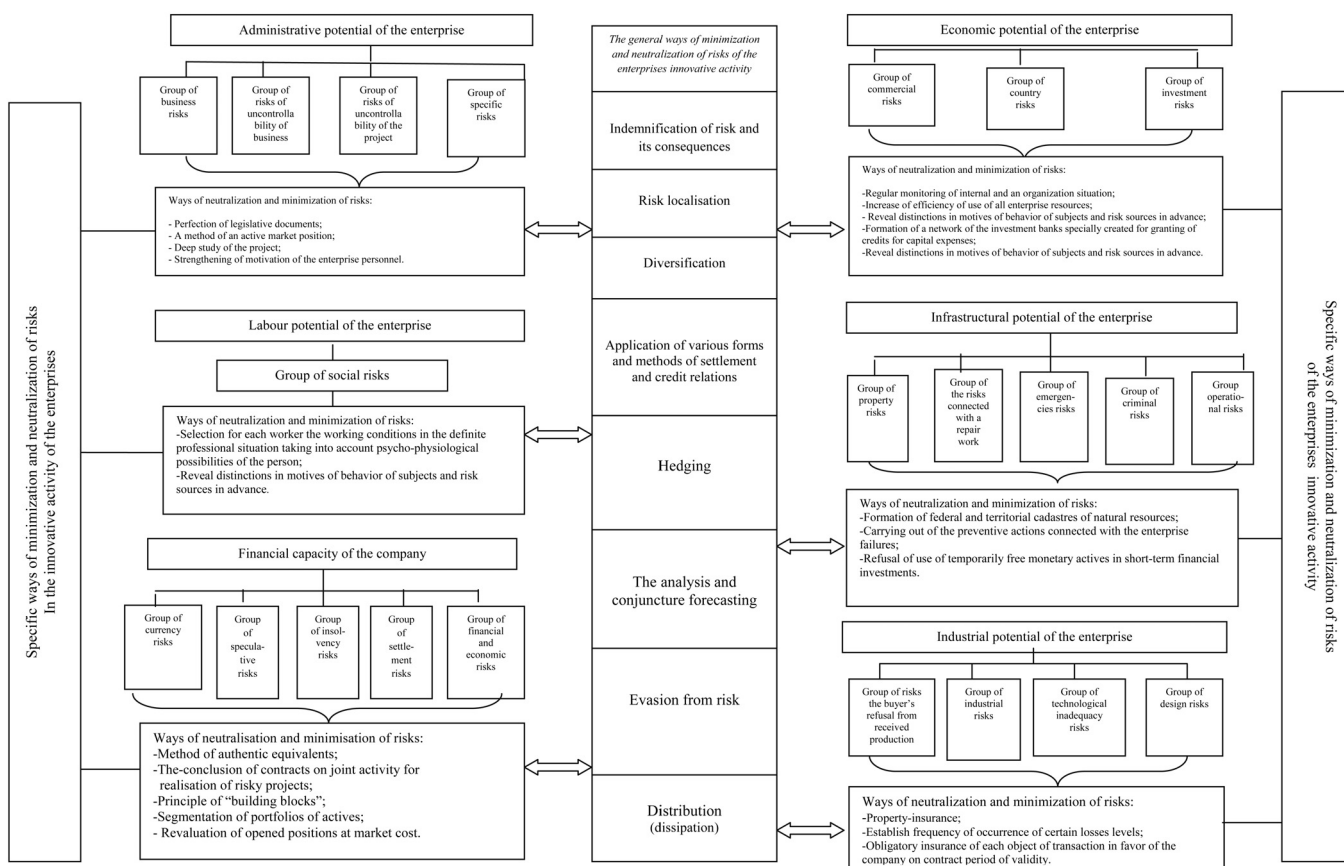 Specific ways of minimization and neutralization of risks
In the innovative activity of the enterprises
Administrative potential of the enterprise
Group of
business
risks
Group of
risks of
uncontrolla
bility of
business
Group of
risks of
uncontrolla
bility of the
project
Group of
specific
risks
Ways of neutralization and minimization of risks:
- Perfection of legislative documents;
- A method of an active market position;
- Deep study of the project;
- Strengthening of motivation of the enterprise personnel.
Labour potential of the enterprise
Group of social risks
Ways of neutralization and minimization of risks:
-Selection for each worker the working conditions in the definite
professional situation taking into account psycho-physiological
possibilities of the person;
-Reveal distinctions in motives of behavior of subjects and risk
sources in advance.
Financial capacity of the company
Group of
currency
risks
Group
of
specula-
tive
risks
Group
of insol-
vency
risks
Group
of
settle-
ment
risks
Group of
financial
and
economic
risks
Ways of neutralisation and minimisation of risks:
-Method of authentic equivalents;
-The-conclusion of contracts on joint activity for
realisation of risky projects;
-Principle of “building blocks”;
-Segmentation of portfolios of actives;
- Revaluation of opened positions at market cost.
The general ways of minimization
and neutralization of risks of the
enterprises innovative activity
Indemnification of risk and
its consequences
Risk localisation
Diversification
Application of various forms
and methods of settlement
and credit relations
Hedging
The analysis and
conjuncture forecasting
Evasion from risk
Distribution
(dissipation)
Economic potential of the enterprise
Group of
commercial
risks
Group of
country
risks
Group of
investment
risks
Ways of neutralization and minimization of risks:
-Regular monitoring of internal and an organization situation;
-Increase of efficiency of use of all enterprise resources;
- Reveal distinctions in motives of behavior of subjects and risk sources in advance;
-Formation of a network of the investment banks specially created for granting of
credits for capital expenses;
-Reveal distinctions in motives of behavior of subjects and risk sources in advance.
Infrastructural potential of the enterprise
Group of
property
risks
Group of
the risks
connected
with a
repair
work
Group of
emergen-
cies risks
Group of
criminal
risks
Group
operatio-
nal risks
Ways of neutralization and minimization of risks:
-Formation of federal and territorial cadastres of natural resources;
-Carrying out of the preventive actions connected with the enterprise
failures;
-Refusal of use of temporarily free monetary actives in short-term financial
investments.
Industrial potential of the enterprise
Group of risks
the buyer’s
refusal from
received
production
Group of
industrial
risks
Group of
technological
inadequacy
risks
Group of
design risks
Ways of neutralization and minimization of risks:
-Property-insurance;
-Establish frequency of occurrence of certain losses levels;
-Obligatory insurance of each object of transaction in favor of the
company on contract period of validity.
Specific ways of minimization and neutralization of risks
of the enterprises innovative activity